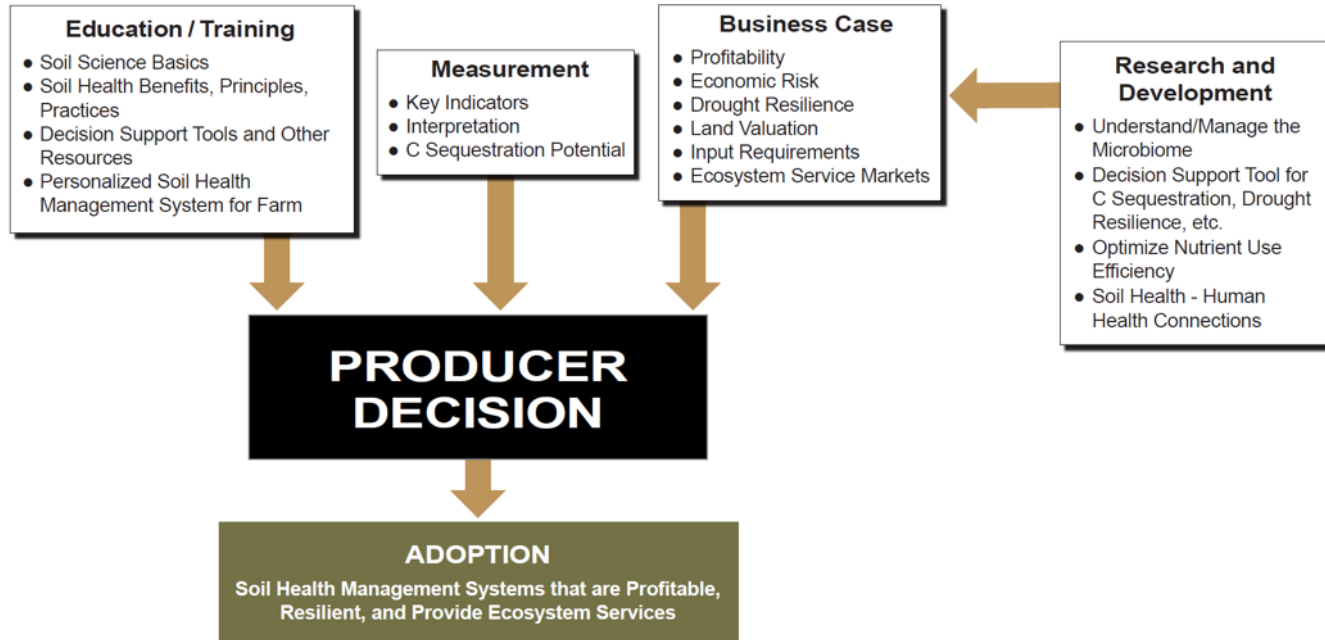 Education / Training
● Soil Science Basics
● Soil Health Benefits, Principles,
Practices
● Decision Support Tools and Other
Resources
● Personalized Soil Health
Management System for Farm
Measurement
● Key Indicators
● Interpretation
● C Sequestration Potential
Business Case
● Profitability
● Economic Risk
● Drought Resilience
● Land Valuation
● Input Requirements
● Ecosystem Service Markets
Research and
Development
● Understand/Manage the
Microbiome
● Decision Support Tool for
C Sequestration, Drought
Resilience, etc.
● Optimize Nutrient Use
Efficiency
● Soil Health - Human
Health Connections
PRODUCER
DECISION
ADOPTION
Soil Health Management Systems that are Profitable,
Resilient, and Provide Ecosystem Services